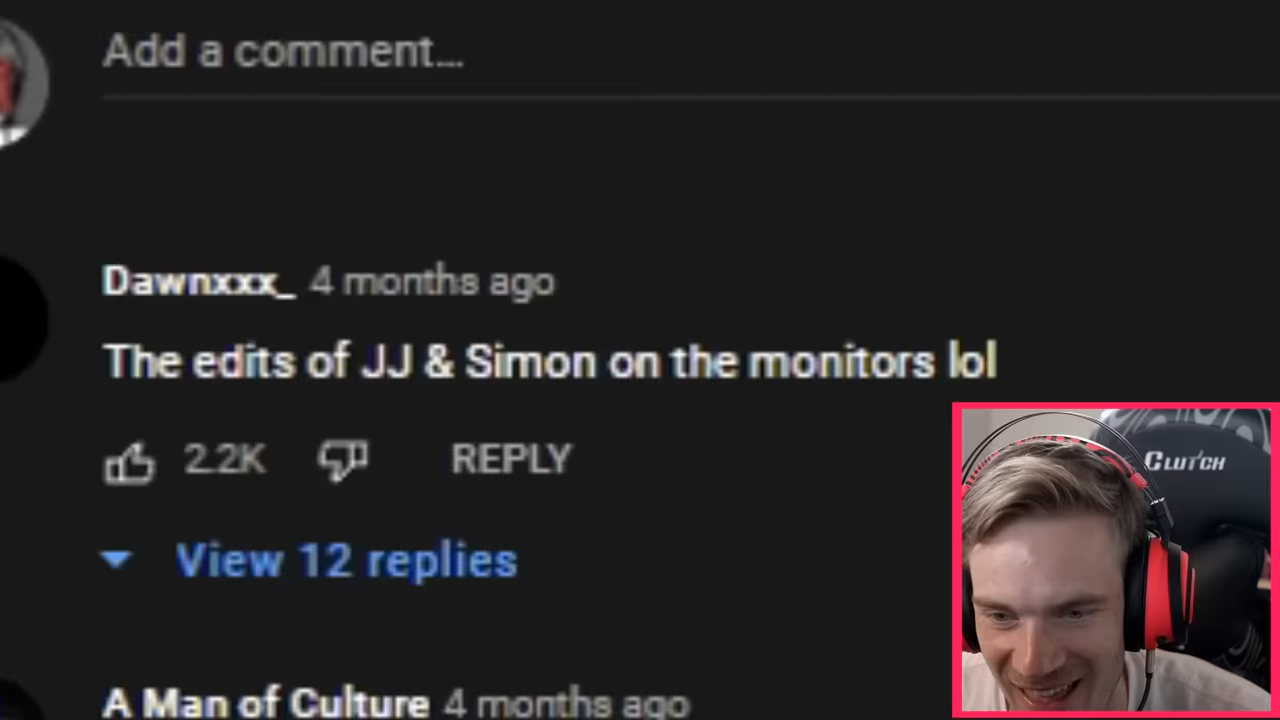 Add a comment...
Dawnxxx_ 4 months ago
The edits of JJ & Simon on the monitors lol
2.2K REPLY
View 12 replies
CLUTCH
A Man of Culture 4 months ago